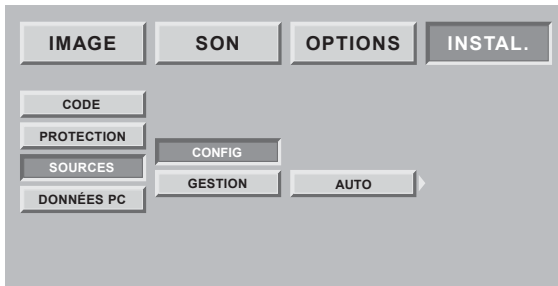 IMAGE SON OPTIONS INSTAL.
CODE
PROTECTION
SOURCES CONFIG
GESTION AUTO
DONNÉES PC